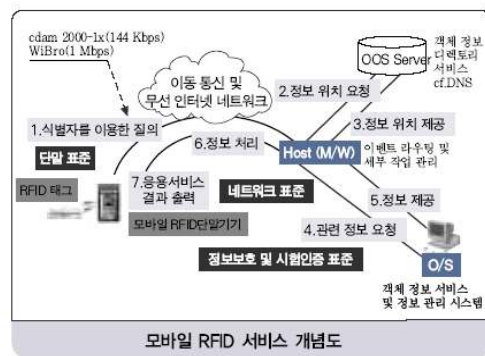 cdam 2000-1x(144 Kbps)
WiBro(1 Mbps)
이동 통신 및
무선 인터넷 네트워크
OOS Server
객체 정보
디렉토리
서비스
cf.DNS
1.식별자를 이용한 질의
2.정보 위치 요청
3.정보 위치 제공
단말 표준
6.정보 처리
Host (M/W)
이벤트 라우팅 및
세부 작업 관리
RFID 태그
7.응용서비스
결과 출력
네트워크 표준
5.정보 제공
모바일 RFID단말기기
4.관련 정보 요청
정보보호 및 시험인증 표준
O/S
객체 정보 서비스
및 정보 관리 시스템
모바일 RFID 서비스 개념도